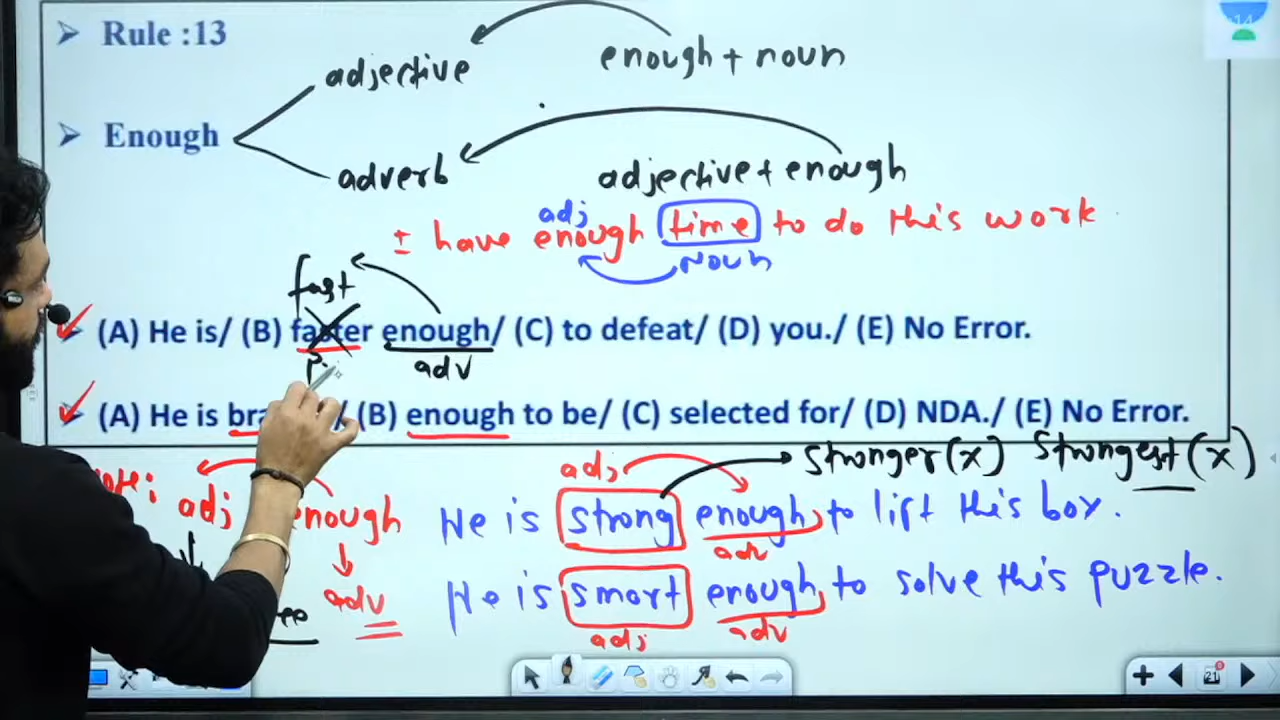 ➢ Rule :13
adjective
enough + noun
➢ Enough
adverb
adjective + enough
adj
I have enough time to do this work
Noun
fast
(A) He is/ (B) faster enough/ (C) to defeat/ (D) you./ (E) No Error.
adv
(A) He is / (B) enough to be/ (C) selected for/ (D) NDA./ (E) No Error.
Stronger (x) Strongest (x)
adj
adj enough
He is strong enough to lift this box.
adv
adv
He is smart enough to solve this puzzle.
adj
adv
14
21